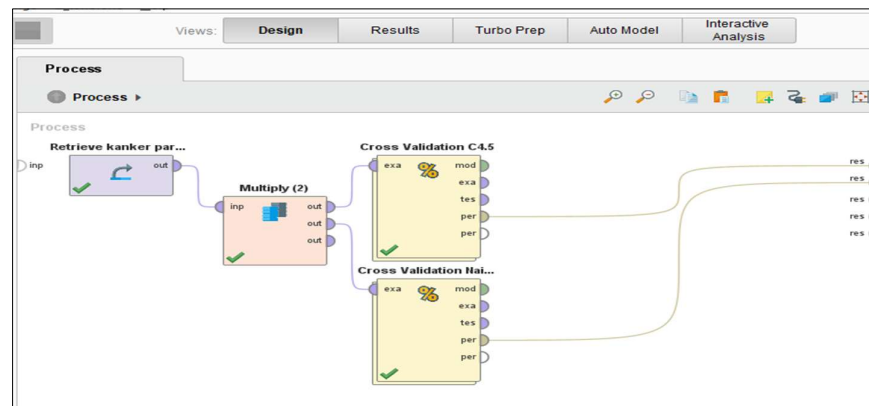 Views: Design Results Turbo Prep Auto Model Interactive Analysis
Process
Process
Process
Retrieve kanker par...
inp
out
Multiply (2)
inp out
out
out
Cross Validation C4.5
exa mod
exa
tes
per
per
Cross Validation Nai...
exa mod
exa
tes
per
per
res
res
res
res
res